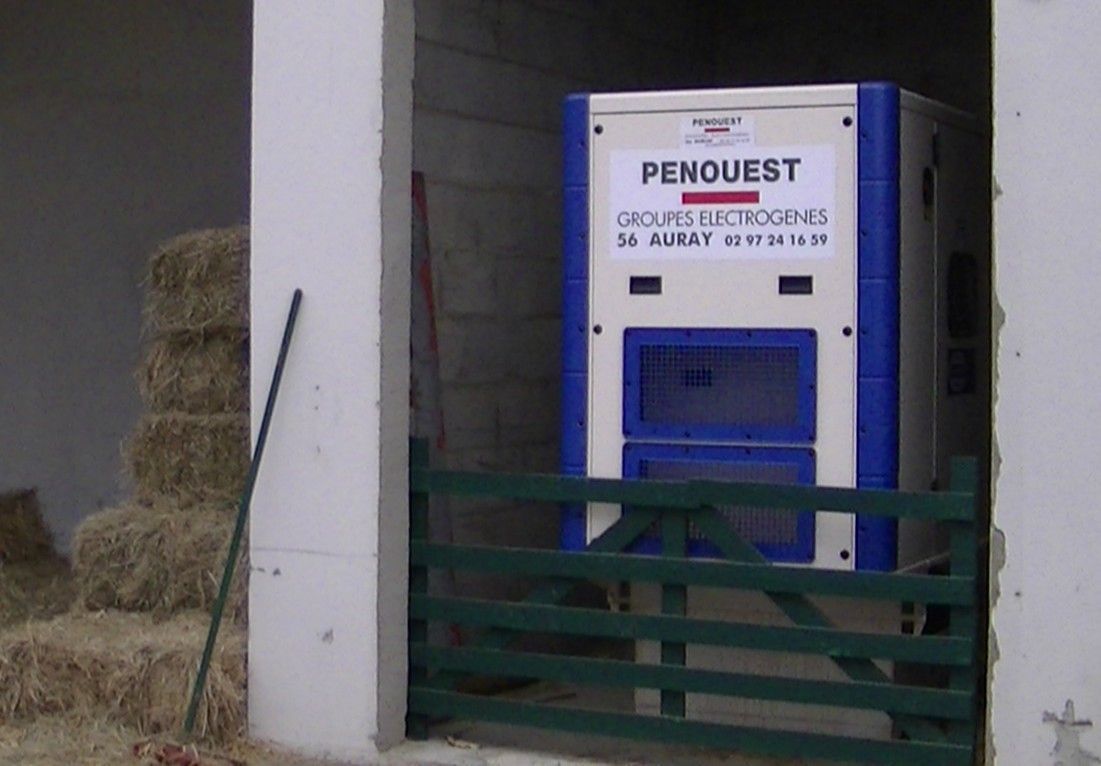 PENOUEST
PENOUEST
GROUPES ELECTROGENES
56 AURAY 02 97 24 16 59